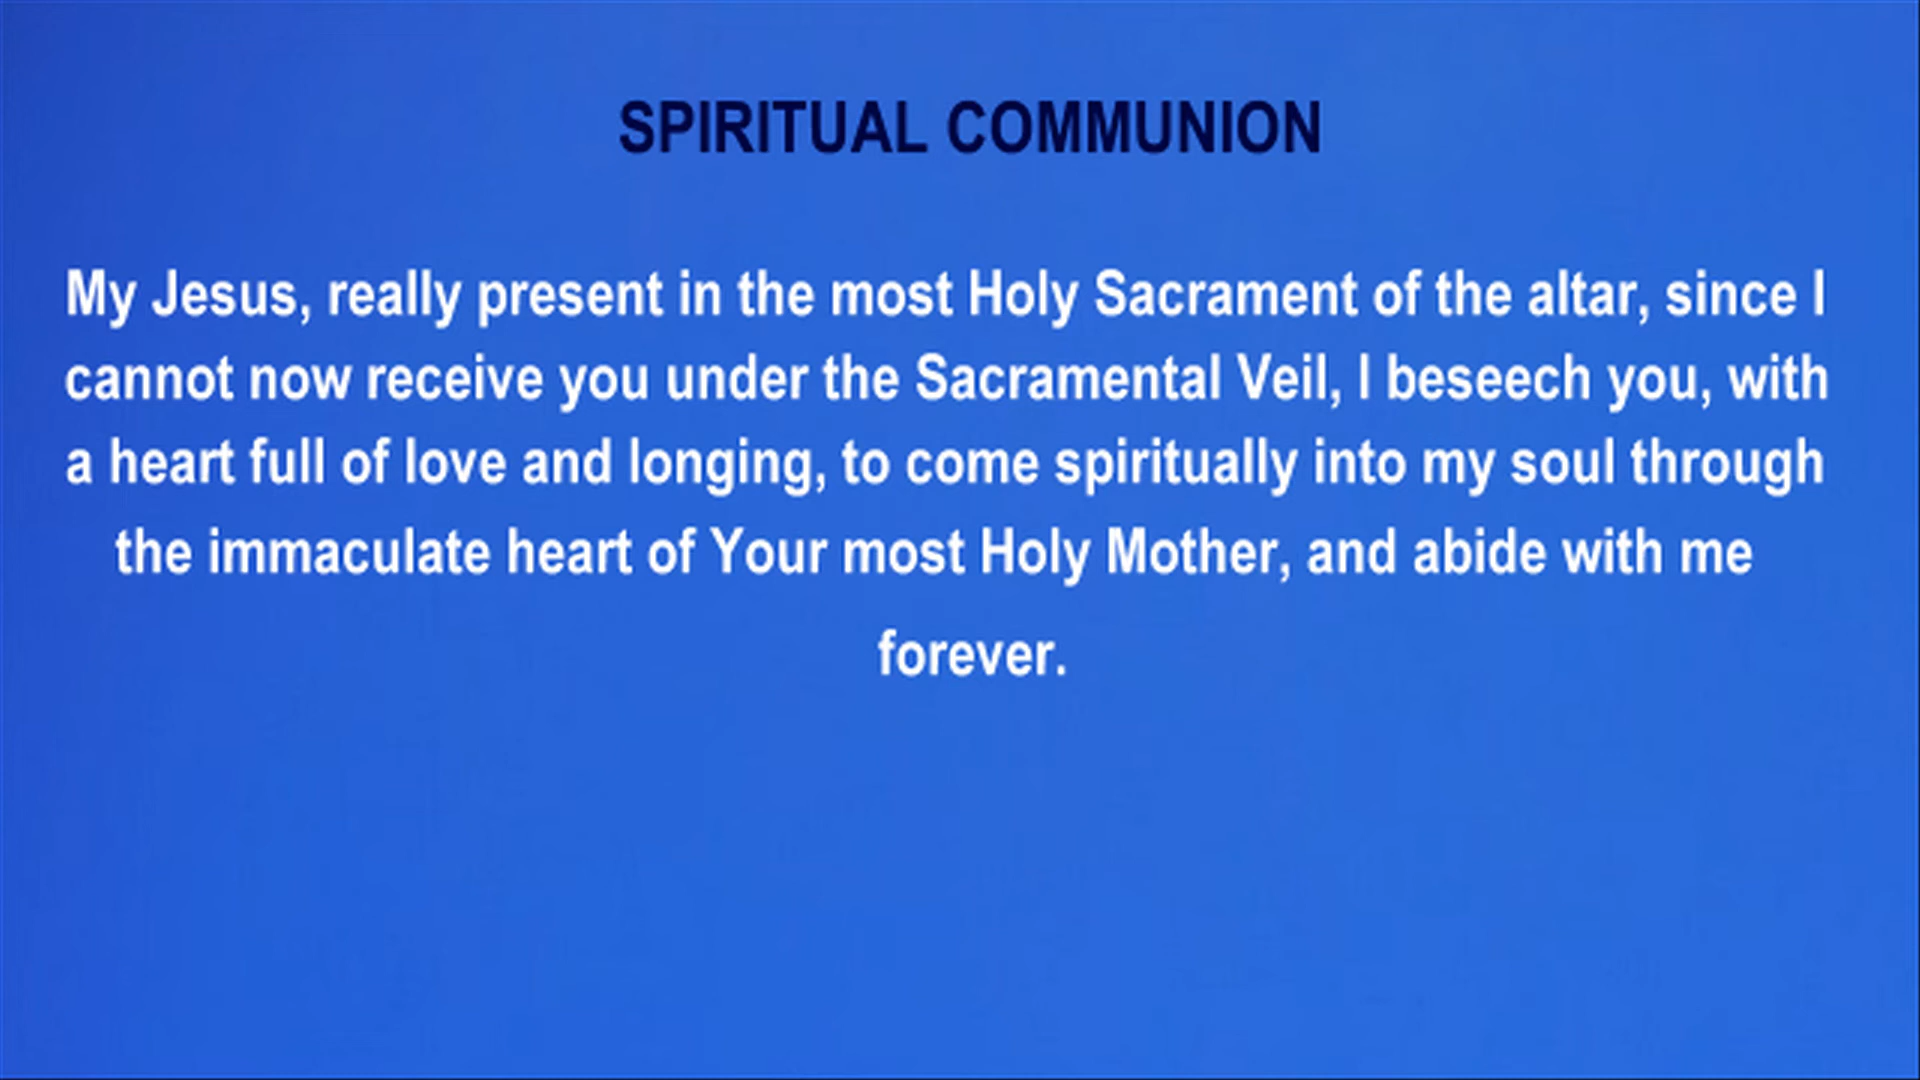 SPIRITUAL COMMUNION
My Jesus, really present in the most Holy Sacrament of the altar, since I
cannot now receive you under the Sacramental Veil, I beseech you, with
a heart full of love and longing, to come spiritually into my soul through
the immaculate heart of Your most Holy Mother, and abide with me
forever.